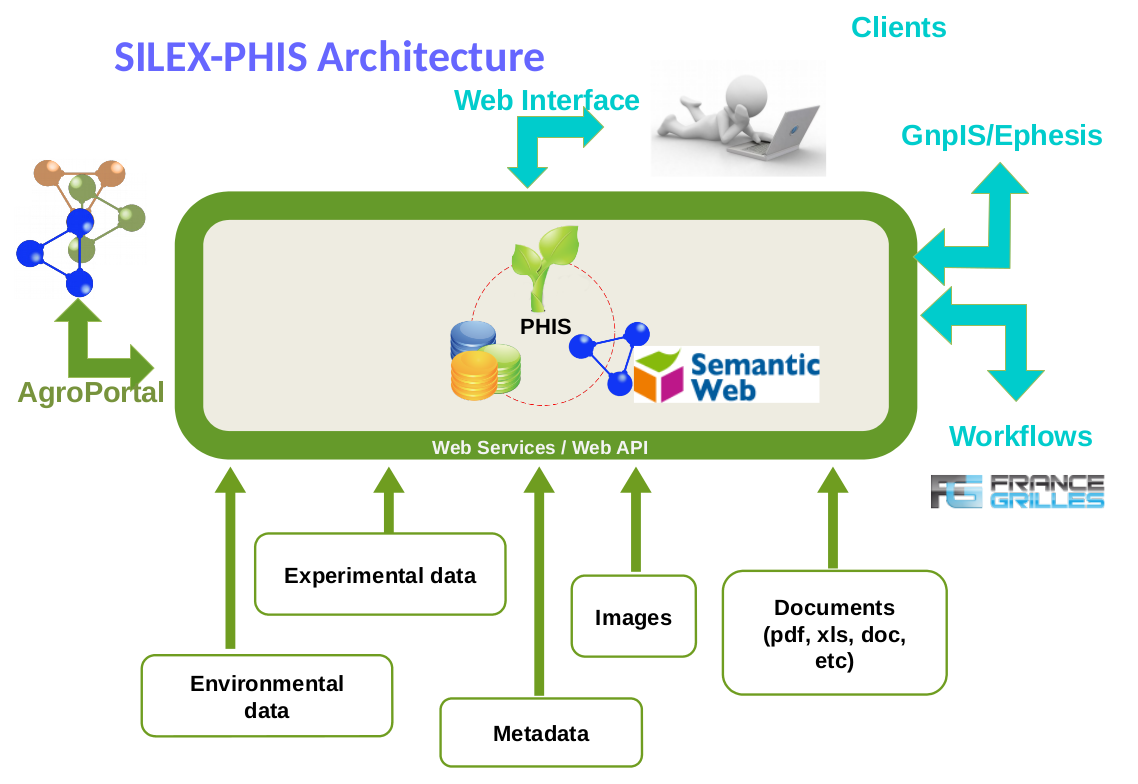 Clients
SILEX-PHIS Architecture
Web Interface
GnpIS/Ephesis
PHIS
Semantic
Web
AgroPortal
Web Services / Web API
Workflows
FG FRANCE
GRILLES
Experimental data
Images
Documents
(pdf, xls, doc,
etc)
Environmental
data
Metadata